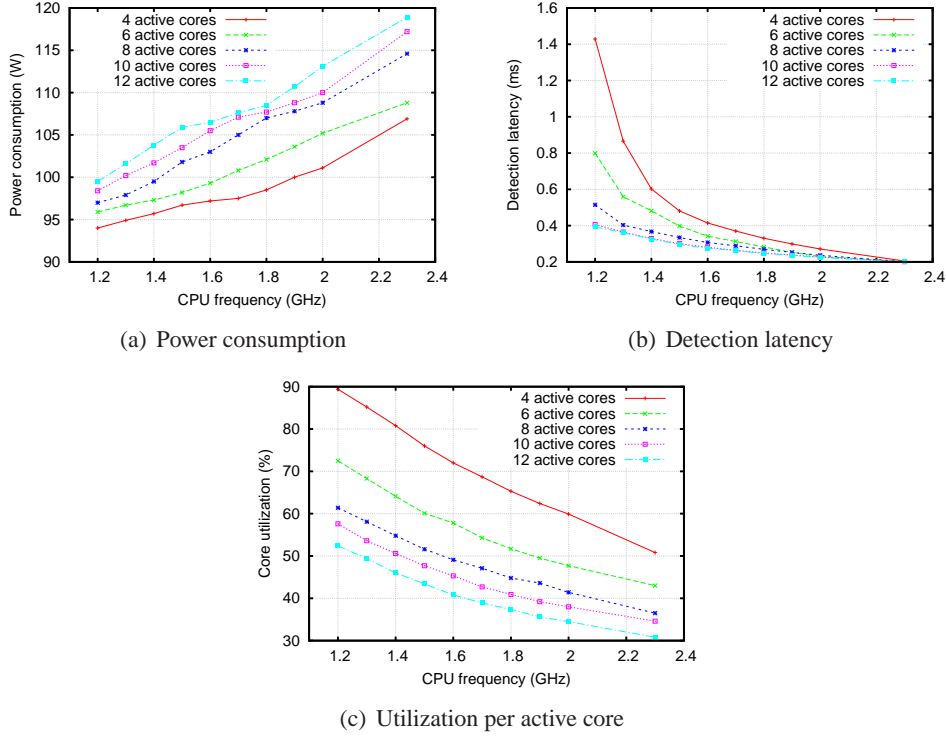 120
115
110
105
100
95
90
Power consumption (W)
4 active cores
6 active cores
8 active cores
10 active cores
12 active cores
1.2 1.4 1.6 1.8 2 2.2 2.4
CPU frequency (GHz)
(a) Power consumption
1.6
1.4
1.2
1
0.8
0.6
0.4
0.2
Detection latency (ms)
4 active cores
6 active cores
8 active cores
10 active cores
12 active cores
1.2 1.4 1.6 1.8 2 2.2 2.4
CPU frequency (GHz)
(b) Detection latency
90
80
70
60
50
40
30
Core utilization (%)
4 active cores
6 active cores
8 active cores
10 active cores
12 active cores
1.2 1.4 1.6 1.8 2 2.2 2.4
CPU frequency (GHz)
(c) Utilization per active core